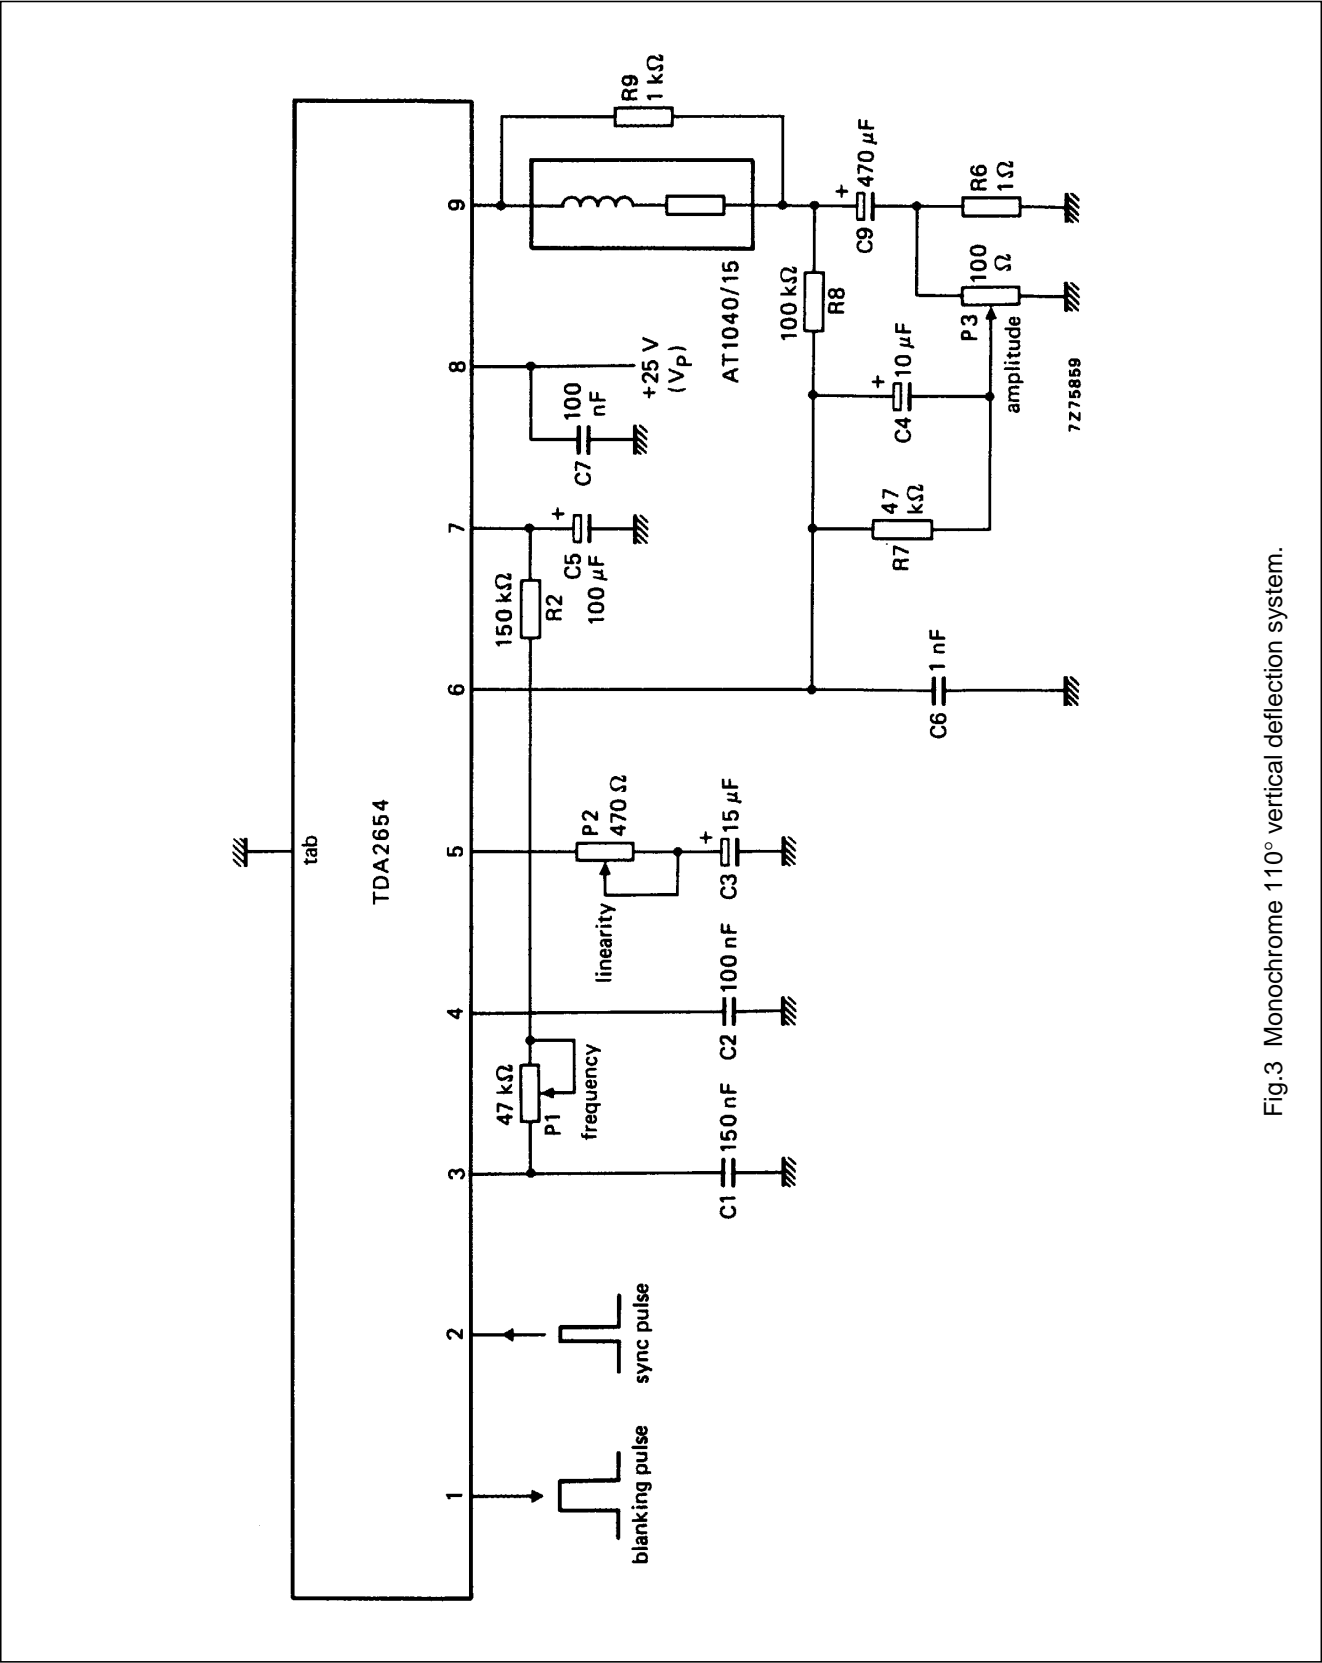 tab
TDA2654
1
2
3
4
5
6
7
8
9
blanking pulse
sync pulse
47 kΩ
P1
frequency
C1 150 nF
C2 100 nF
linearity
P2
470 Ω
C3 15 μF
+
150 kΩ
R2
C5
100 μF
+
C6 1 nF
C7
100
nF
+25 V
(VP)
R7
47
kΩ
C4 10 μF
+
100 kΩ
R8
AT1040/15
R9
1 kΩ
C9 470 μF
+
P3
100
Ω
amplitude
R6
1 Ω
7Z75859
Fig.3 Monochrome 110° vertical deflection system.